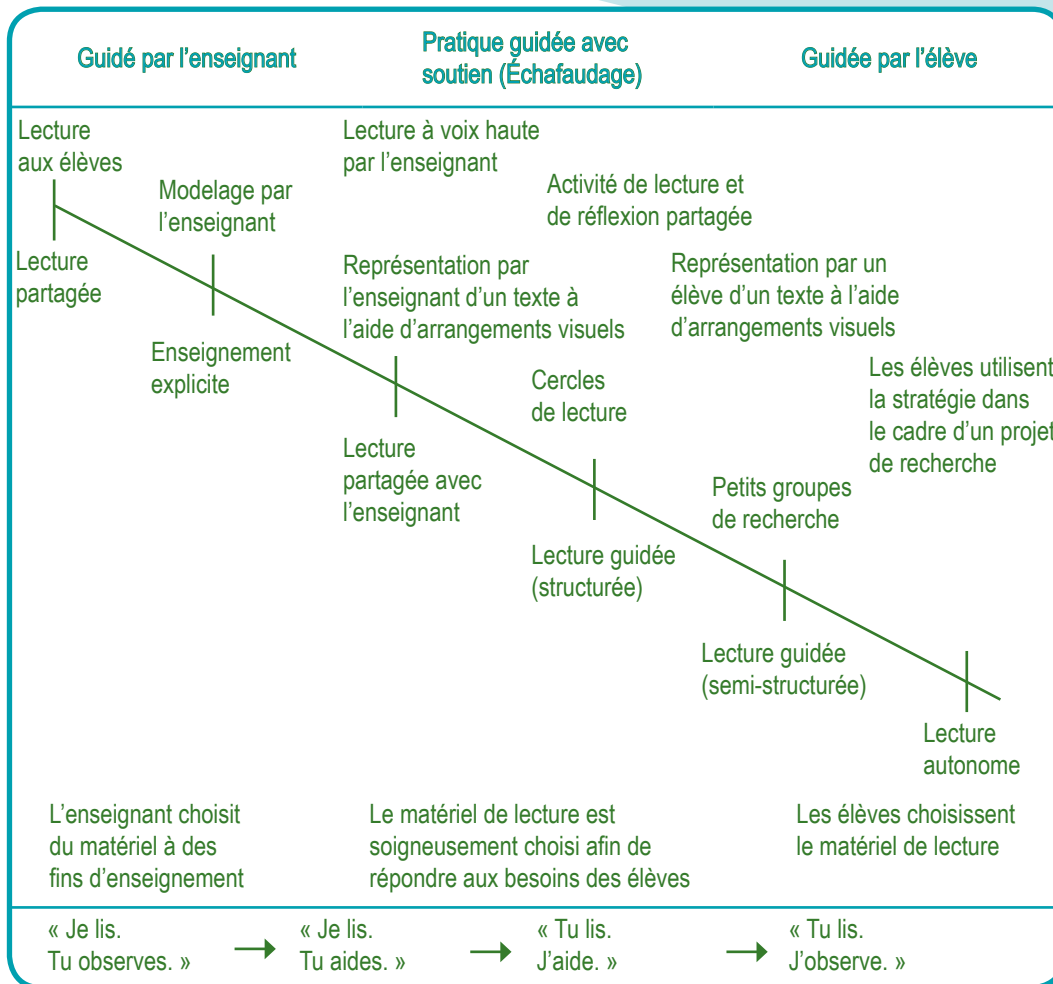 Guidé par l’enseignant
Pratique guidée avec
soutien (Échafaudage)
Guidée par l’élève
Lecture
aux élèves
Lecture à voix haute
par l’enseignant
Modelage par
l’enseignant
Activité de lecture et
de réflexion partagée
Lecture
partagée
Représentation par
l’enseignant d’un texte à
l’aide d’arrangements visuels
Représentation par un
élève d’un texte à l’aide
d’arrangements visuels
Enseignement
explicite
Cercles
de lecture
Les élèves utilisent
la stratégie dans
le cadre d’un projet
de recherche
Lecture
partagée avec
l’enseignant
Petits groupes
de recherche
Lecture guidée
(structurée)
Lecture guidée
(semi-structurée)
Lecture
autonome
L’enseignant choisit
du matériel à des
fins d’enseignement
Le matériel de lecture est
soigneusement choisi afin de
répondre aux besoins des élèves
Les élèves choisissent
le matériel de lecture
« Je lis.
Tu observes. »
« Je lis.
Tu aides. »
« Tu lis.
J’aide. »
« Tu lis.
J’observe. »